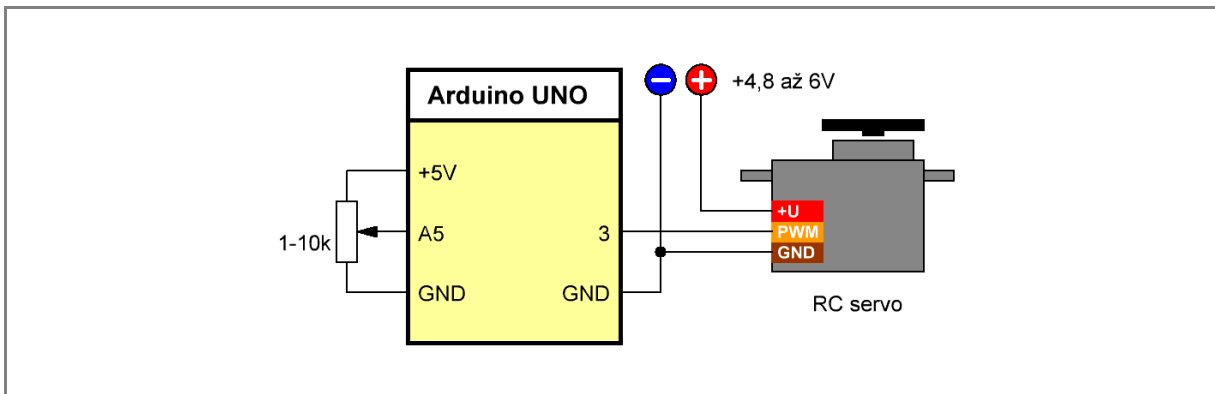 Arduino UNO
+4,8 až 6V
+5V
+U
1-10k
A5
3
PWM
GND
GND
GND
RC servo